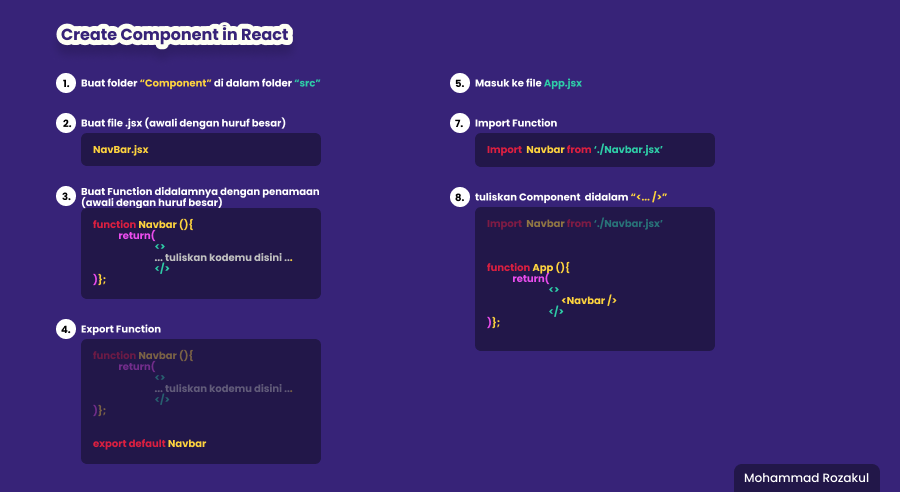 Create Component in React
1. Buat folder “Component” di dalam folder “src”
2. Buat file .jsx (awali dengan huruf besar)
NavBar.jsx
3. Buat Function didalamnya dengan penamaan
(awali dengan huruf besar)
function Navbar (){
return(
<>
... tuliskan kodemu disini ...
</>
)};
4. Export Function
function Navbar (){
return(
<>
... tuliskan kodemu disini ...
</>
)};
export default Navbar
5. Masuk ke file App.jsx
7. Import Function
Import Navbar from ‘./Navbar.jsx’
8. tuliskan Component didalam “<... />”
Import Navbar from ‘./Navbar.jsx’
function App (){
return(
<>
<Navbar />
</>
)};
Mohammad Rozakul